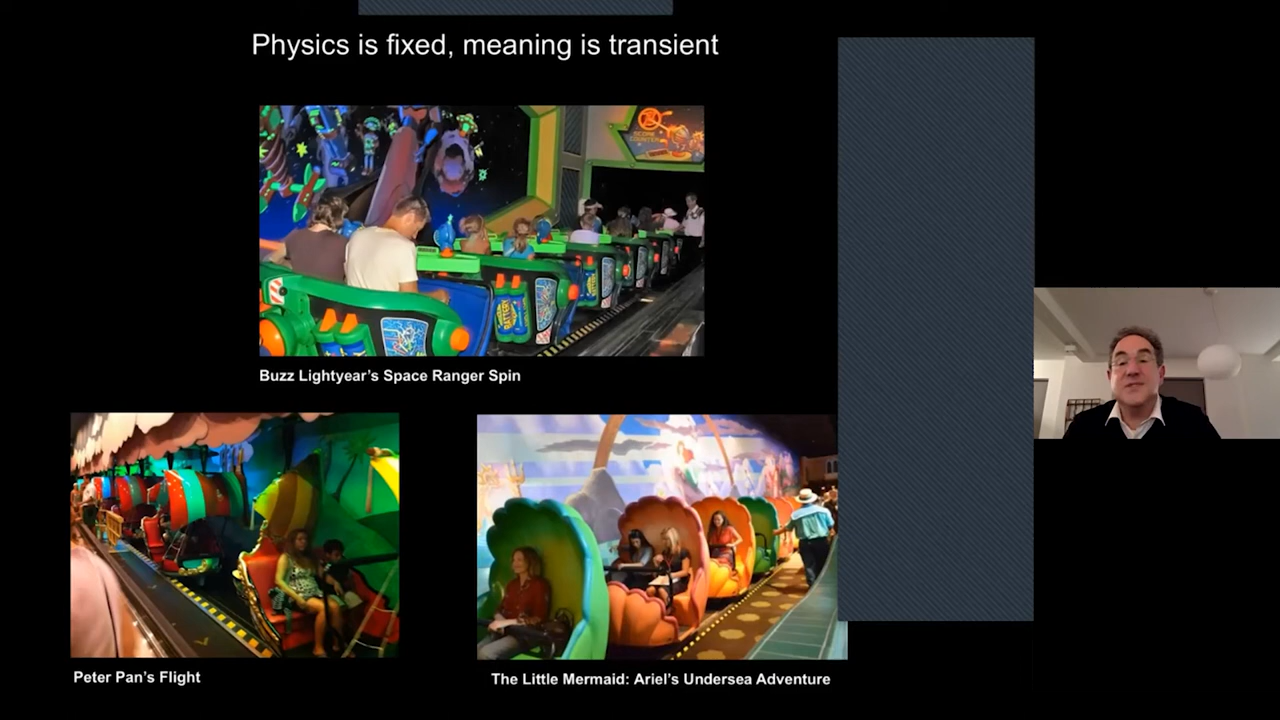 Physics is fixed, meaning is transient
Buzz Lightyear's Space Ranger Spin
Peter Pan's Flight
The Little Mermaid: Ariel's Undersea Adventure